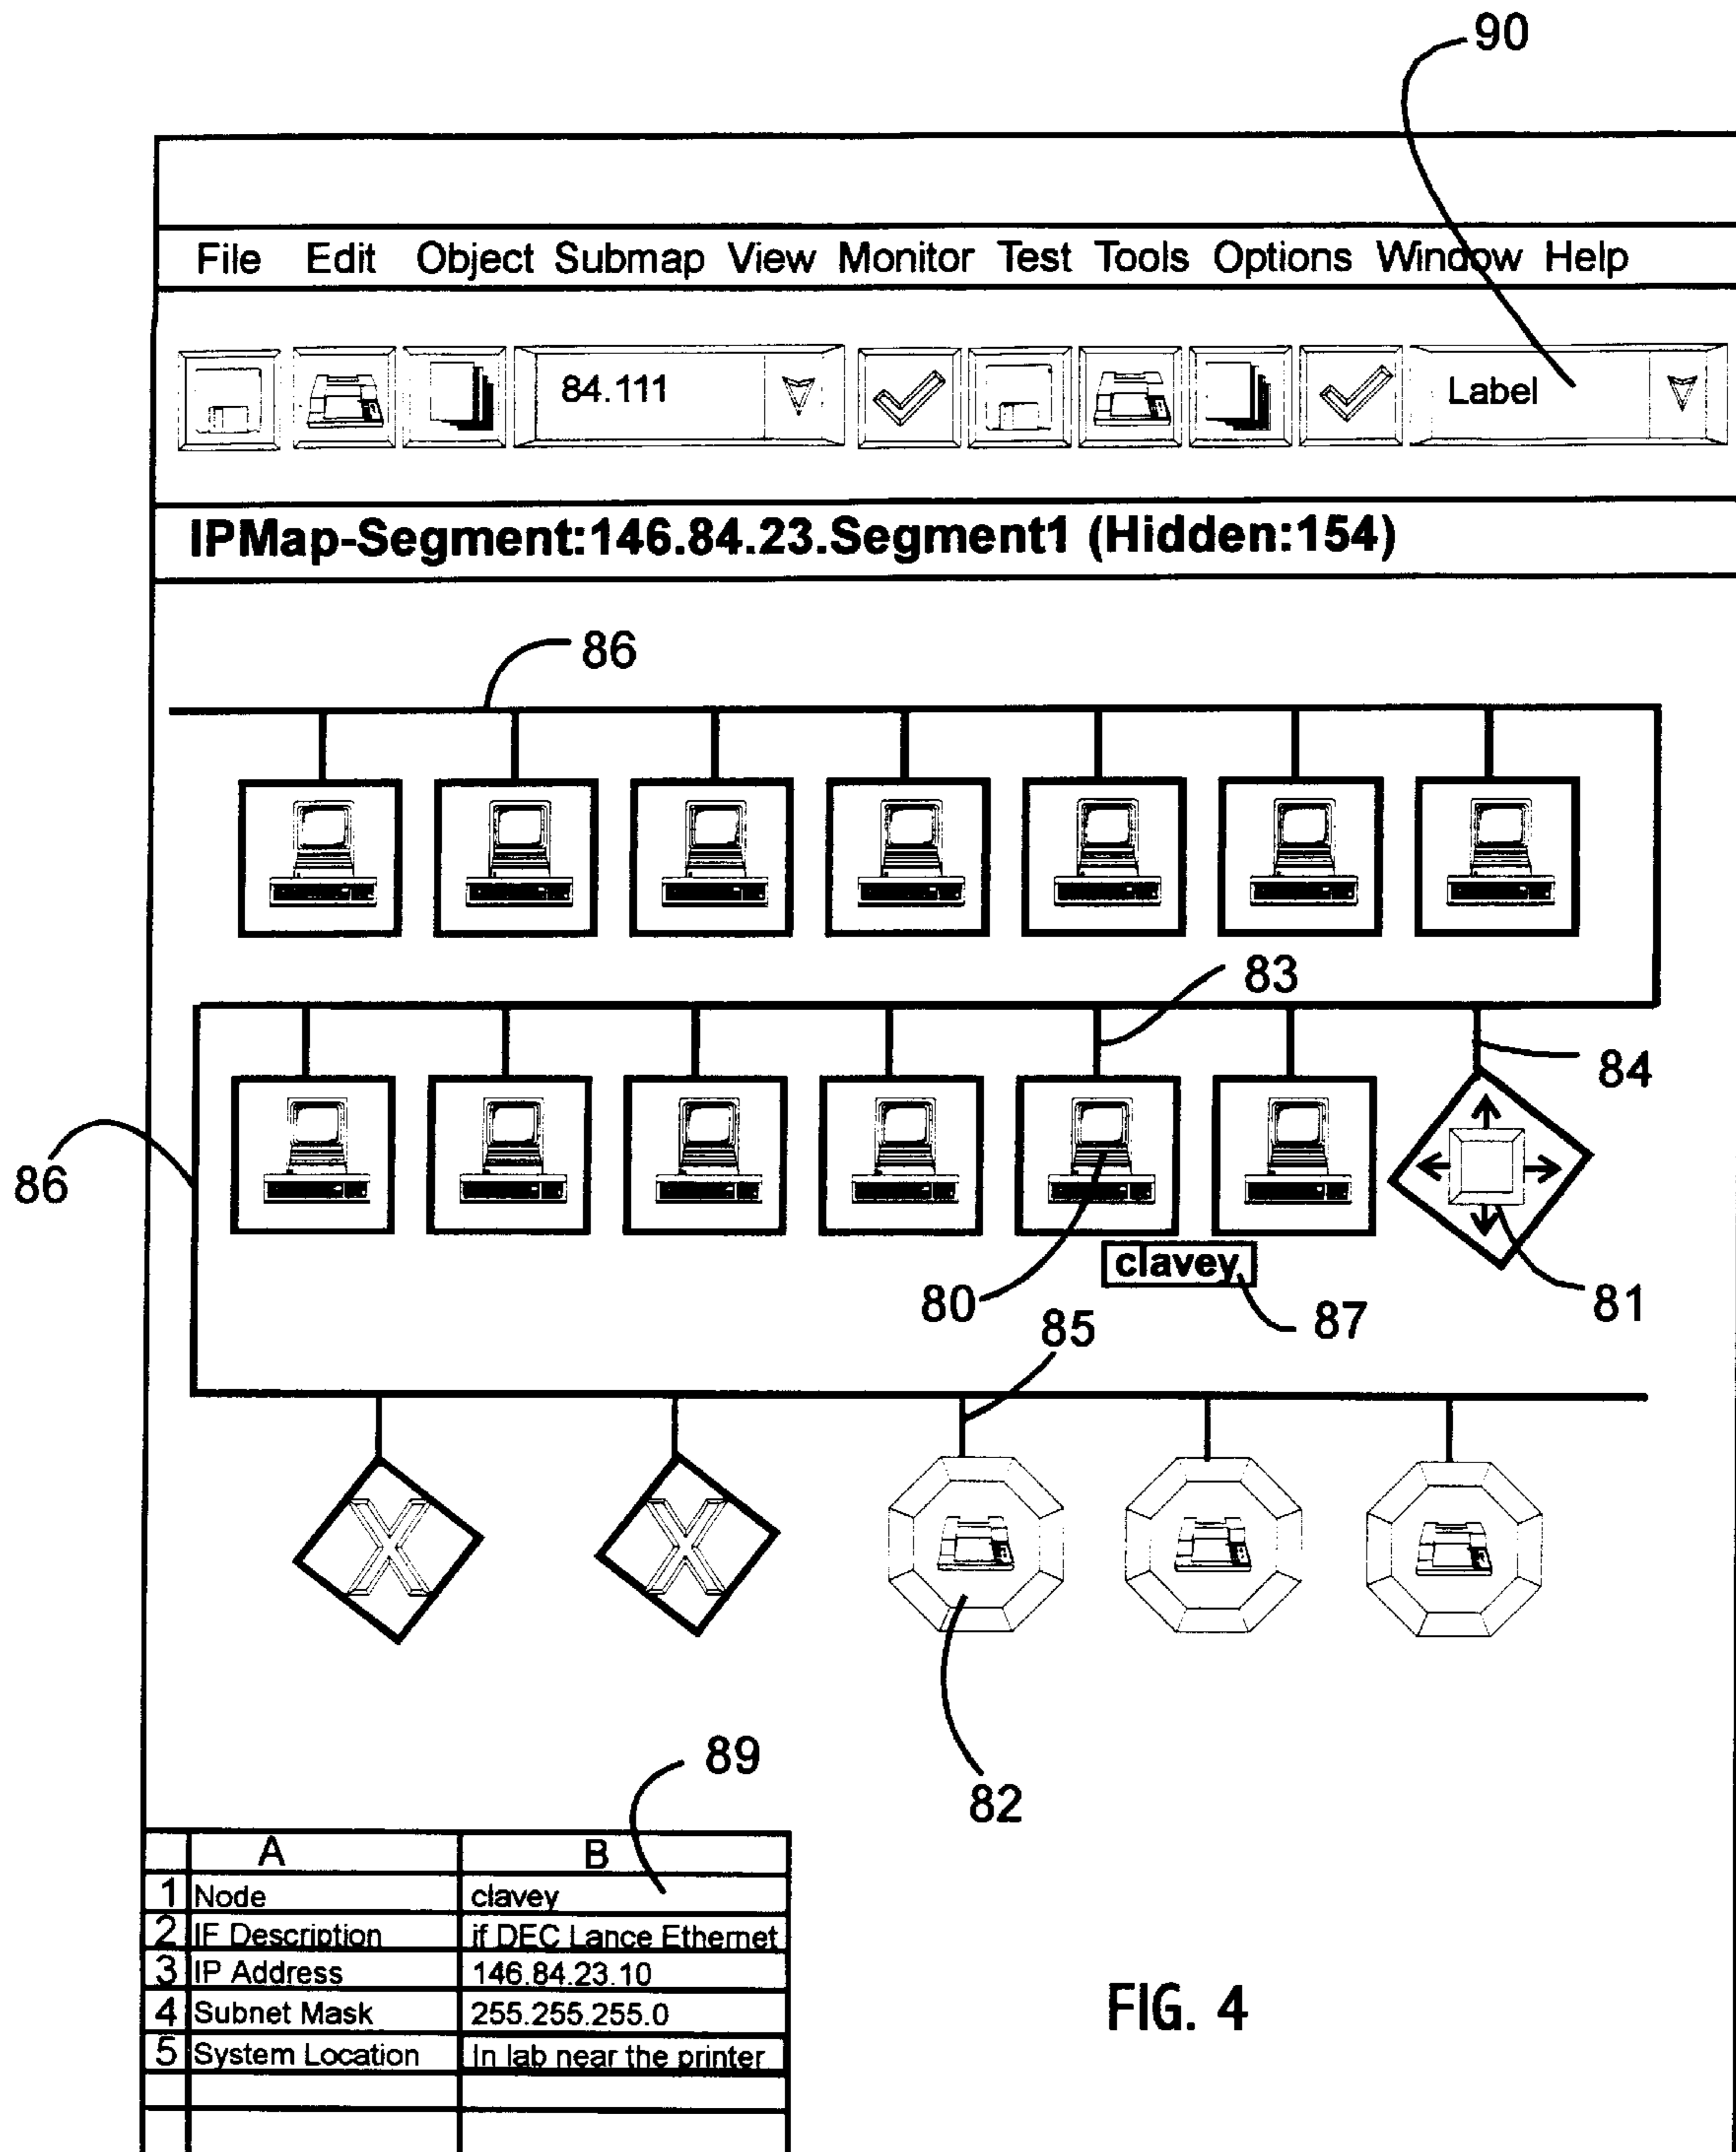 90
File Edit Object Submap View Monitor Test Tools Options Window Help
84.111 Label
IPMap-Segment:146.84.23.Segment1 (Hidden:154)
86
83
84
86
clavey
80 87 81
85
89
82
A B
1 Node clavey
2 IF Description if DEC Lance Ethernet
3 IP Address 146.84.23.10
4 Subnet Mask 255.255.255.0
5 System Location In lab near the printer
FIG. 4